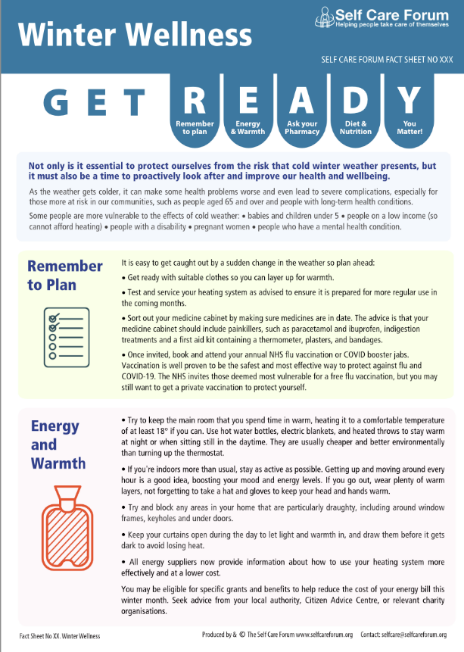 Winter Wellness
Self Care Forum
Helping people take care of themselves
SELF CARE FORUM FACT SHEET NO XXX
GET READY
Remember to plan
Energy & Warmth
Ask your Pharmacy
Diet & Nutrition
You Matter!
Not only is it essential to protect ourselves from the risk that cold winter weather presents, but
it must also be a time to proactively look after and improve our health and wellbeing.
As the weather gets colder, it can make some health problems worse and even lead to severe complications, especially for
those more at risk in our communities, such as people aged 65 and over and people with long-term health conditions.
Some people are more vulnerable to the effects of cold weather: • babies and children under 5 • people on a low income (so
cannot afford heating) • people with a disability • pregnant women • people who have a mental health condition.
Remember
to Plan
It is easy to get caught out by a sudden change in the weather so plan ahead:
• Get ready with suitable clothes so you can layer up for warmth.
• Test and service your heating system as advised to ensure it is prepared for more regular use in
the coming months.
• Sort out your medicine cabinet by making sure medicines are in date. The advice is that your
medicine cabinet should include painkillers, such as paracetamol and ibuprofen, indigestion
treatments and a first aid kit containing a thermometer, plasters, and bandages.
• Once invited, book and attend your annual NHS flu vaccination or COVID booster jabs.
Vaccination is well proven to be the safest and most effective way to protect against flu and
COVID-19. The NHS invites those deemed most vulnerable for a free flu vaccination, but you may
still want to get a private vaccination to protect yourself.
Energy
and
Warmth
• Try to keep the main room that you spend time in warm, heating it to a comfortable temperature
of at least 18° if you can. Use hot water bottles, electric blankets, and heated throws to stay warm
at night or when sitting still in the daytime. They are usually cheaper and better environmentally
than turning up the thermostat.
• If you're indoors more than usual, stay as active as possible. Getting up and moving around every
hour is a good idea, boosting your mood and energy levels. If you go out, wear plenty of warm
layers, not forgetting to take a hat and gloves to keep your head and hands warm.
• Try and block any areas in your home that are particularly draughty, including around window
frames, keyholes and under doors.
• Keep your curtains open during the day to let light and warmth in, and draw them before it gets
dark to avoid losing heat.
• All energy suppliers now provide information about how to use your heating system more
effectively and at a lower cost.
You may be eligible for specific grants and benefits to help reduce the cost of your energy bill this
winter month. Seek advice from your local authority, Citizen Advice Centre, or relevant charity
organisations.
Fact Sheet No XX. Winter Wellness
Produced by & © The Self Care Forum www.selfcareforum.org Contact: selfcare@selfcareforum.org